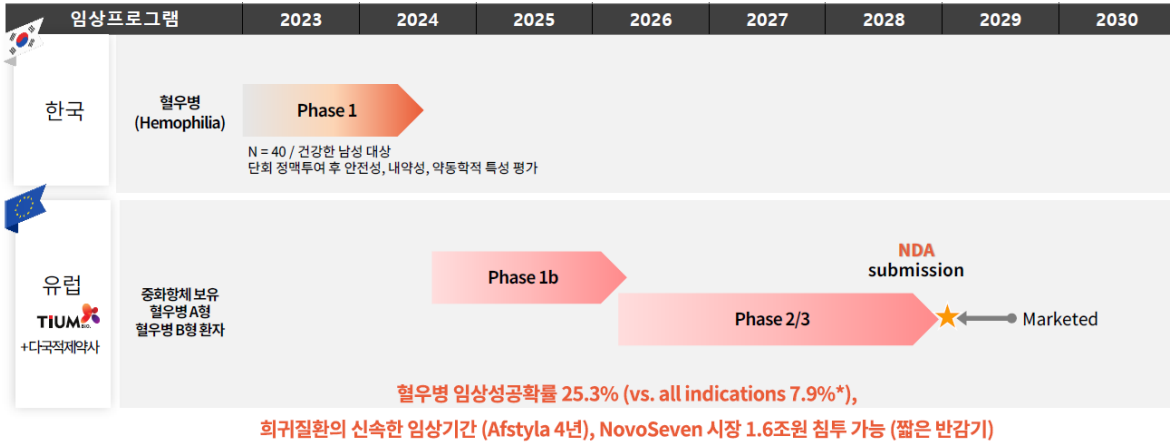 임상프로그램 2023 2024 2025 2026 2027 2028 2029 2030
한국
혈우병
(Hemophilia)
Phase 1
N = 40 / 건강한 남성 대상
단회 정맥투여 후 안전성, 내약성, 약동학적 특성 평가
유럽
TiUM BIO.
+다국적제약사
중화항체 보유
혈우병 A형
혈우병 B형 환자
Phase 1b
Phase 2/3
NDA
submission
Marketed
혈우병 임상성공확률 25.3% (vs. all indications 7.9%*),
희귀질환의 신속한 임상기간 (Afstyla 4년), NovoSeven 시장 1.6조원 침투 가능 (짧은 반감기)